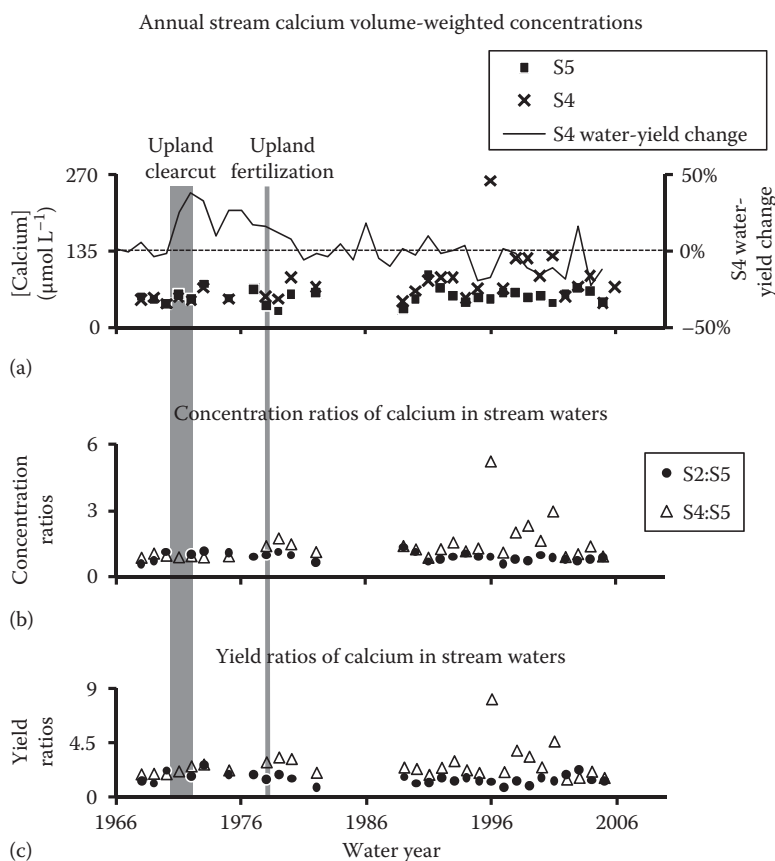 Annual stream calcium volume-weighted concentrations
S5
S4
S4 water-yield change
Upland
clearcut
Upland
fertilization
270
135
0
[Calcium]
(μmol L⁻¹)
50%
0%
−50%
S4 water-
yield change
(a)
Concentration ratios of calcium in stream waters
6
3
1
0
Concentration
ratios
S2:S5
S4:S5
(b)
Yield ratios of calcium in stream waters
9
4.5
0
Yield
ratios
1966
1976
1986
1996
2006
(c)
Water year